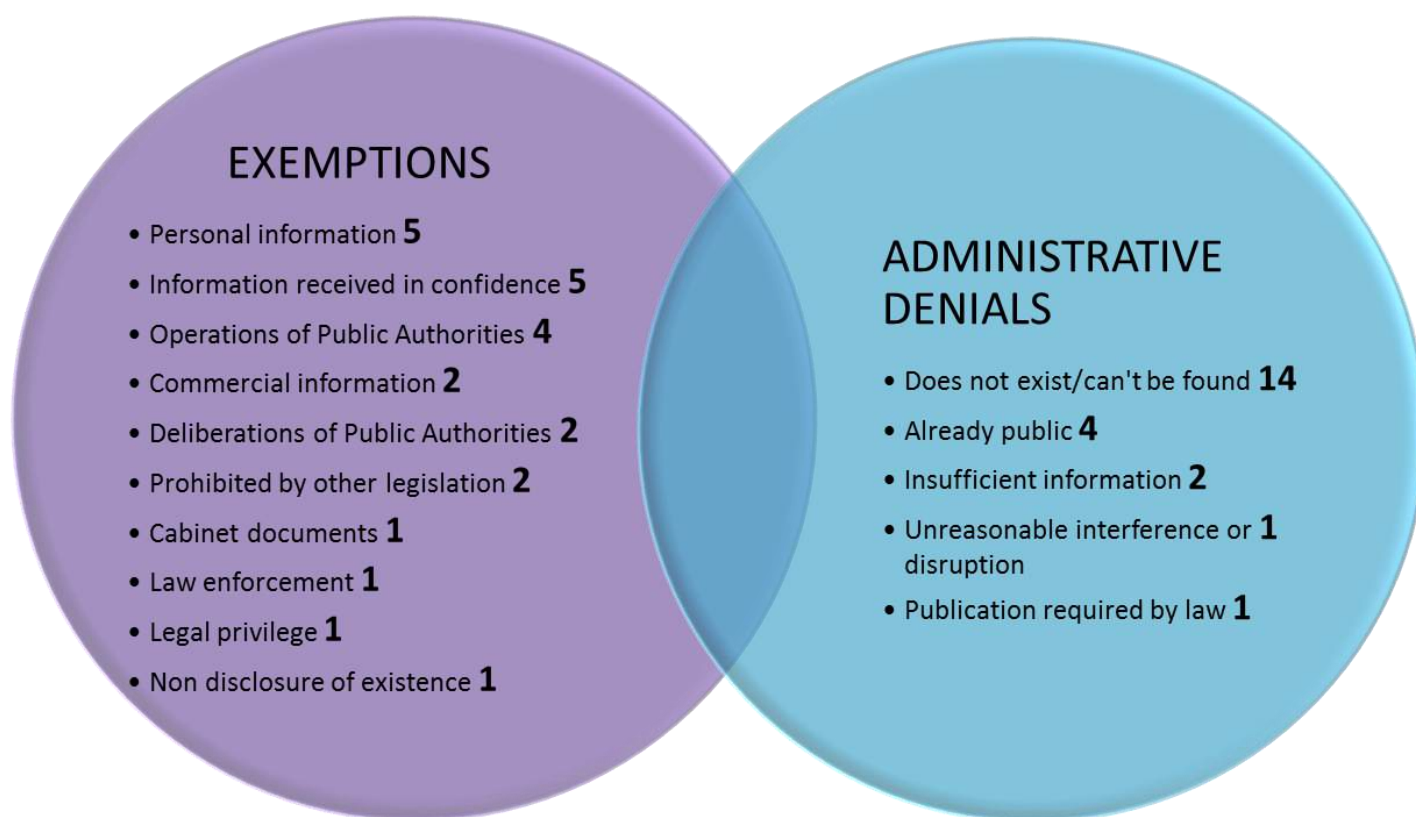 EXEMPTIONS
• Personal information 5
• Information received in confidence 5
• Operations of Public Authorities 4
• Commercial information 2
• Deliberations of Public Authorities 2
• Prohibited by other legislation 2
• Cabinet documents 1
• Law enforcement 1
• Legal privilege 1
• Non disclosure of existence 1
ADMINISTRATIVE
DENIALS
• Does not exist/can't be found 14
• Already public 4
• Insufficient information 2
• Unreasonable interference or 1
disruption
• Publication required by law 1